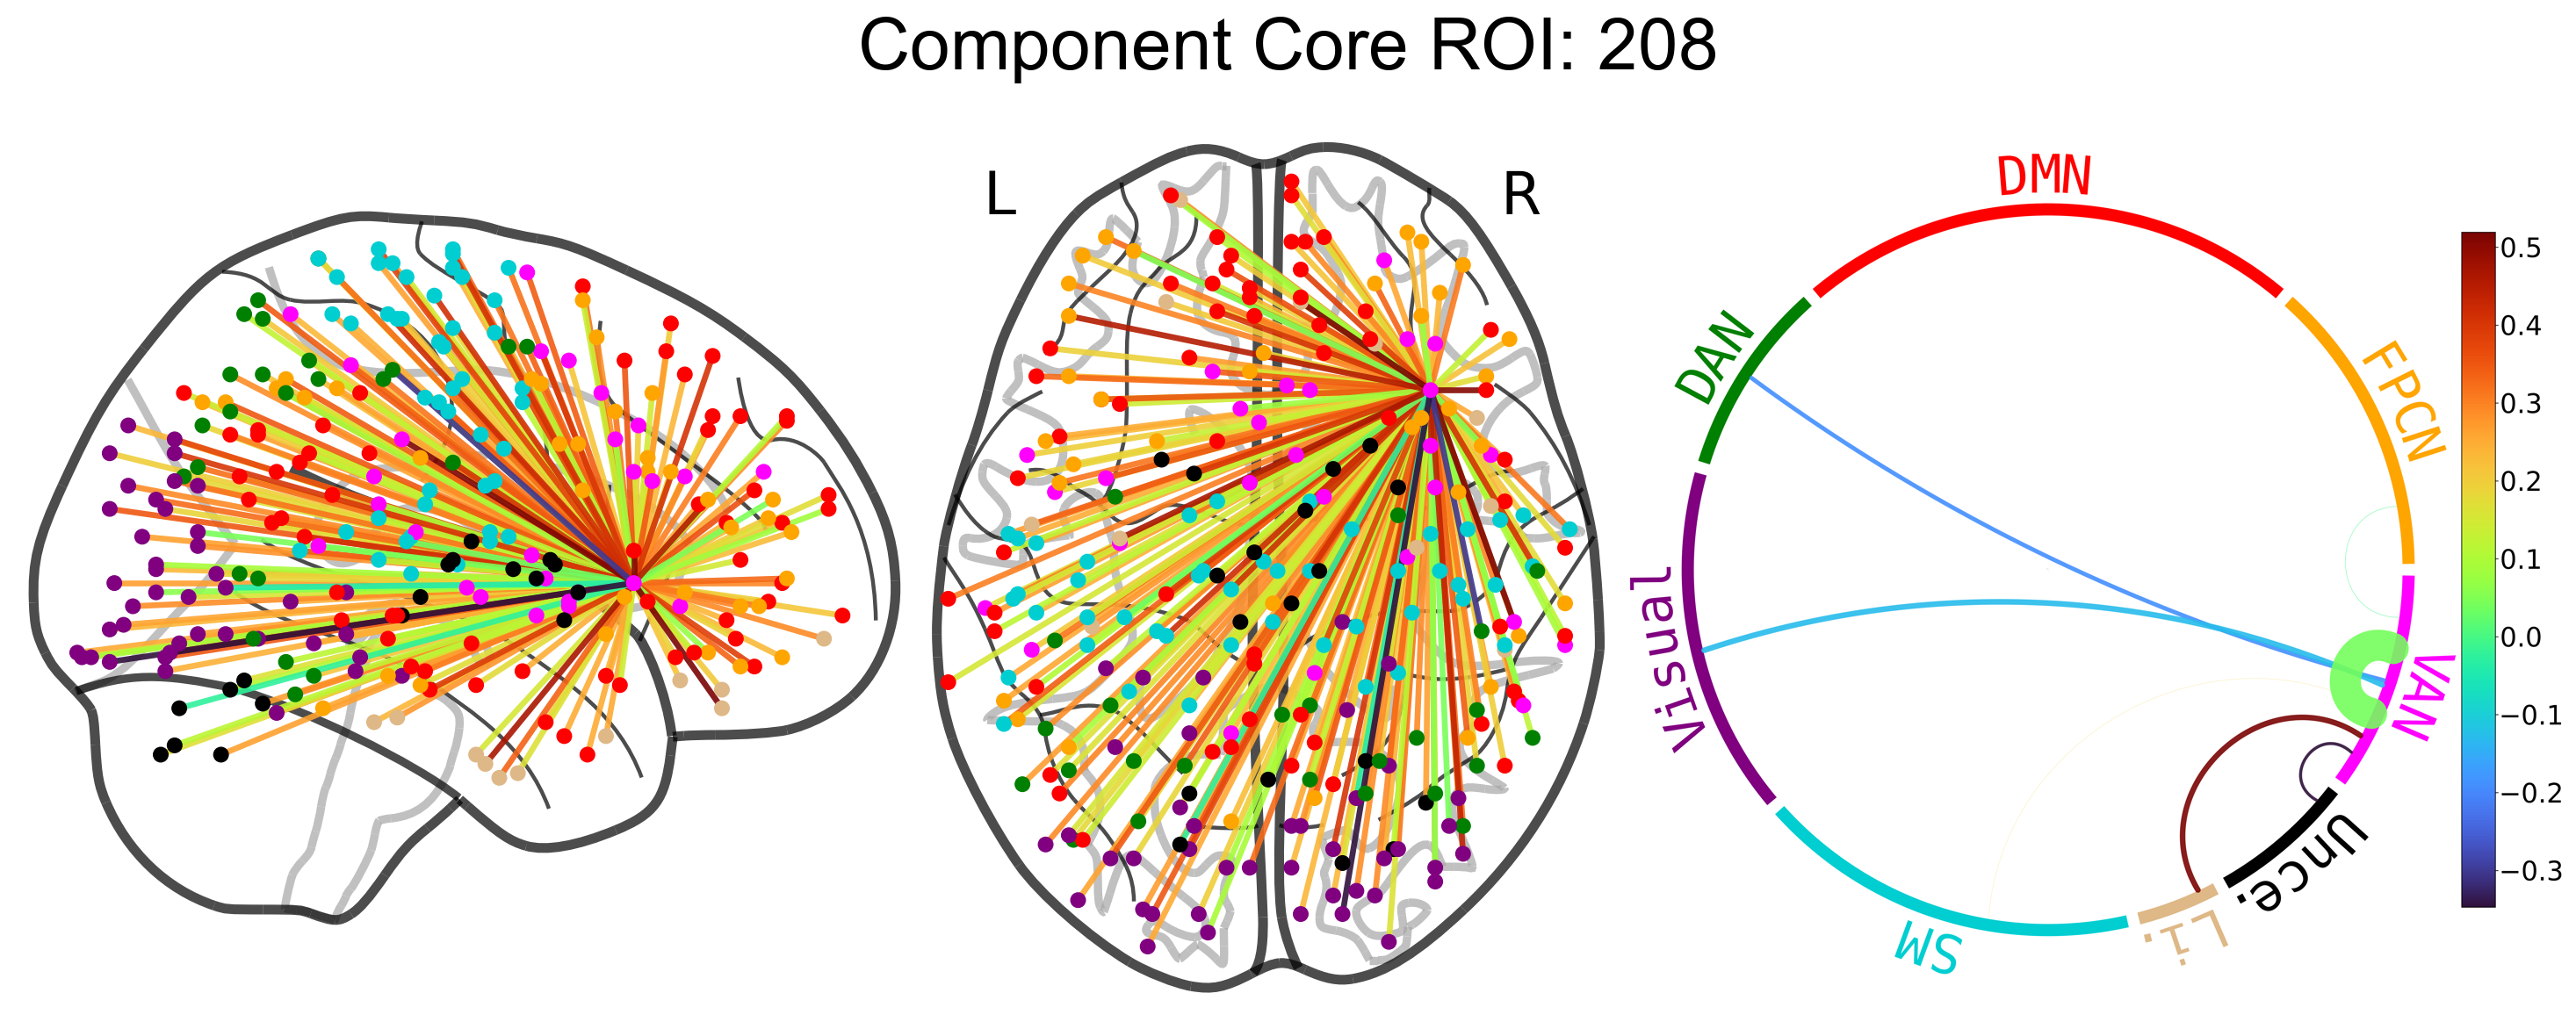 Component Core ROI: 208
L
R
DMN
FPCN
VAN
Unce.
Li.
SM
Visual
DAN
0.5
0.4
0.3
0.2
0.1
0.0
−0.1
−0.2
−0.3